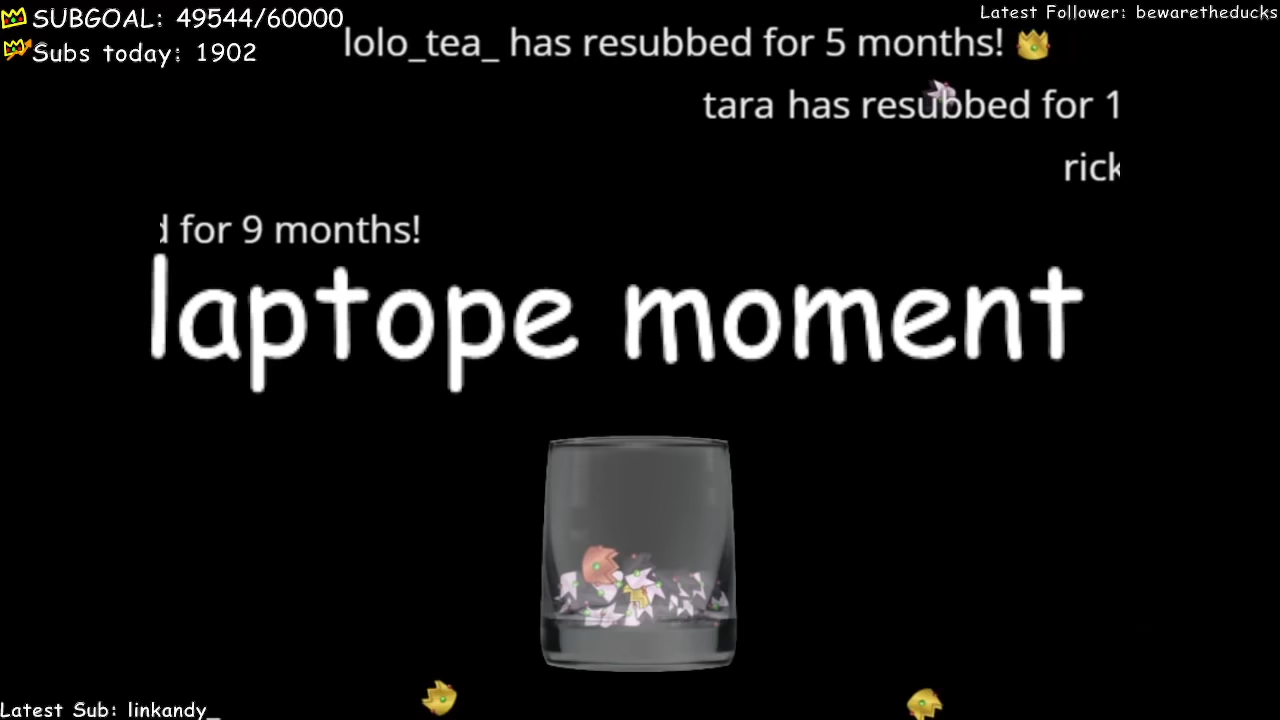 SUBGOAL: 49544/60000
Latest Follower: bewaretheducks
Subs today: 1902
lolo_tea_ has resubbed for 5 months!
tara has resubbed for 1
rick
d for 9 months!
laptope moment
Latest Sub: linkandy_